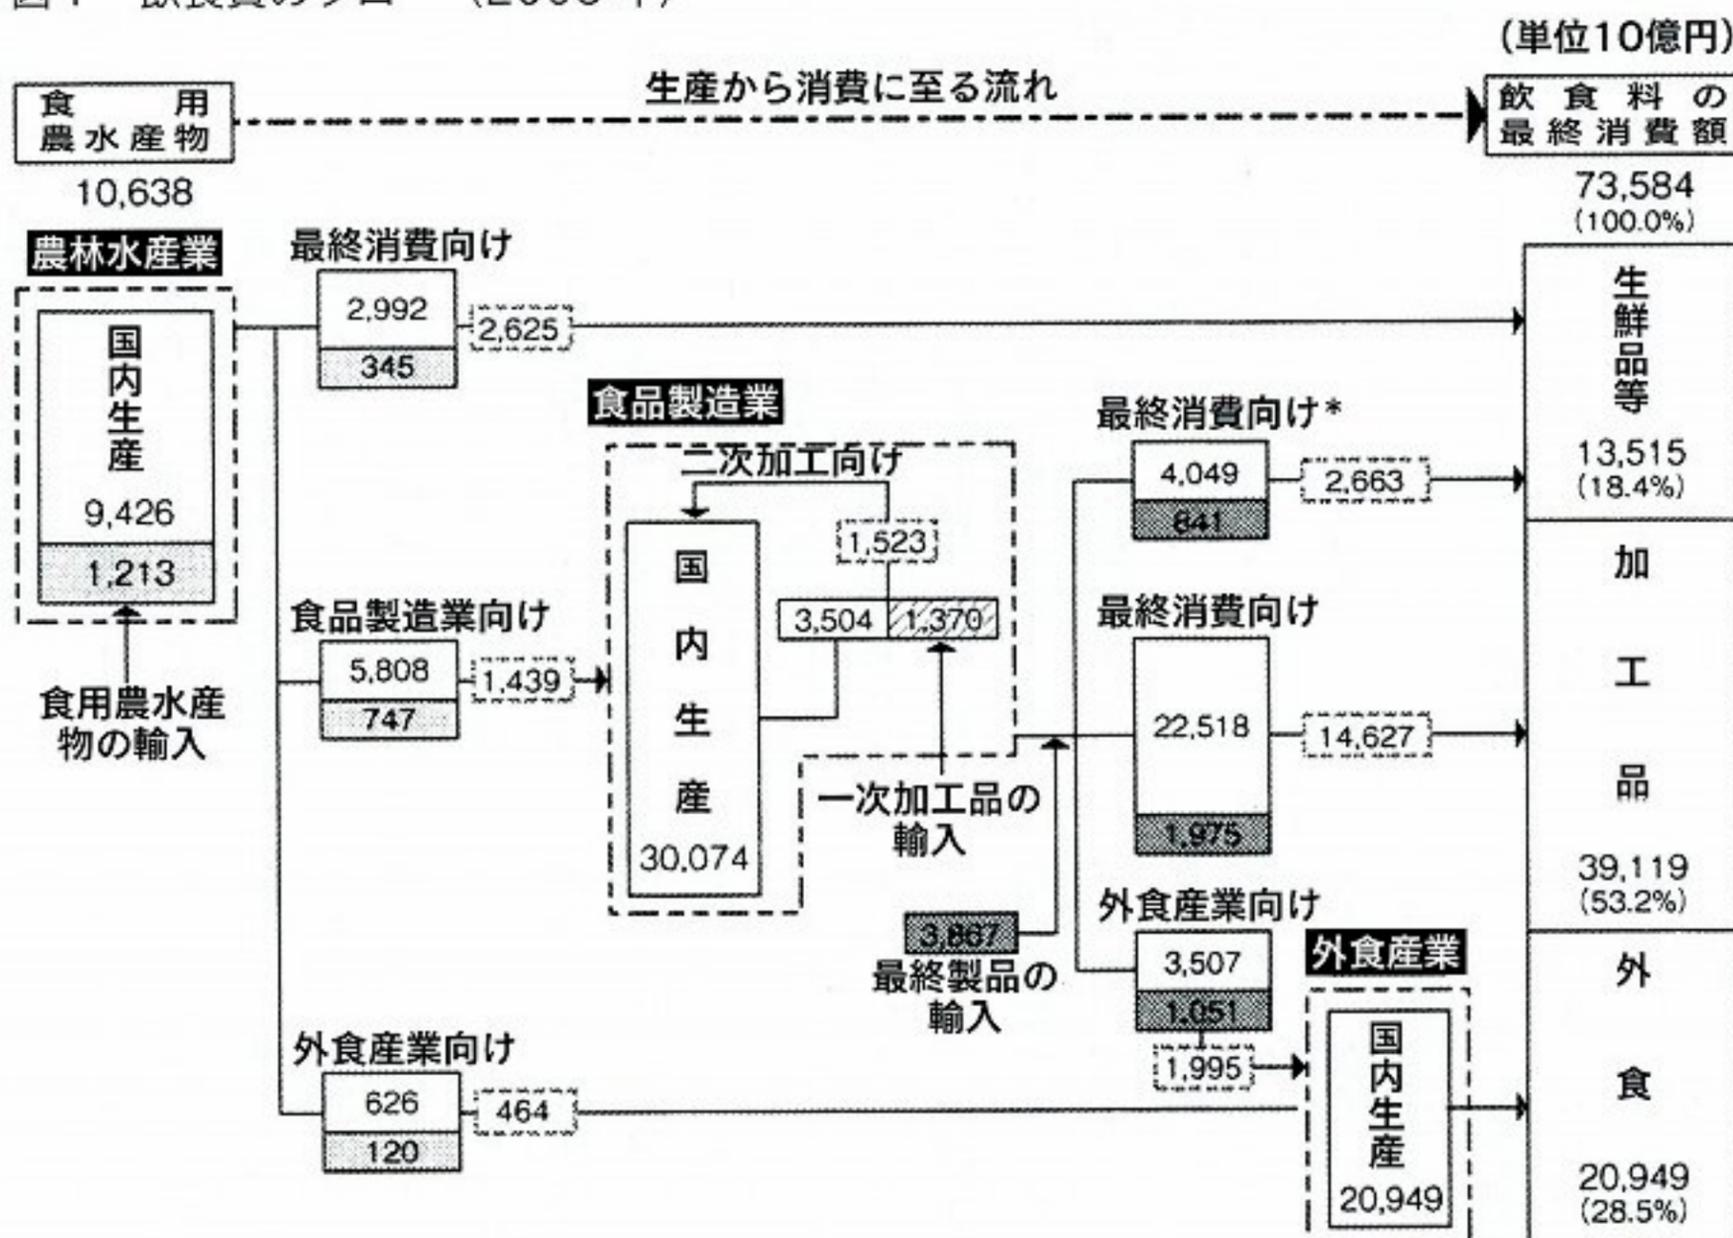 (単位10億円)
食用
農水産物
生産から消費に至る流れ
飲食料の
最終消費額
10,638
73,584
(100.0%)
農林水産業
最終消費向け
国内生産
9,426
1,213
食用農水産
物の輸入
2,992
345
2,625
生鮮品等
13,515
(18.4%)
食品製造業
二次加工向け
国内生産
30,074
1,523
3,504
1,370
一次加工品の
輸入
食品製造業向け
5,808
747
1,439
最終消費向け*
4,049
841
2,663
最終消費向け
22,518
1,975
14,627
加工品
39,119
(53.2%)
3,867
最終製品の
輸入
外食産業向け
3,507
1,051
1,995
外食産業
国内生産
20,949
外食産業向け
626
120
464
外食
20,949
(28.5%)